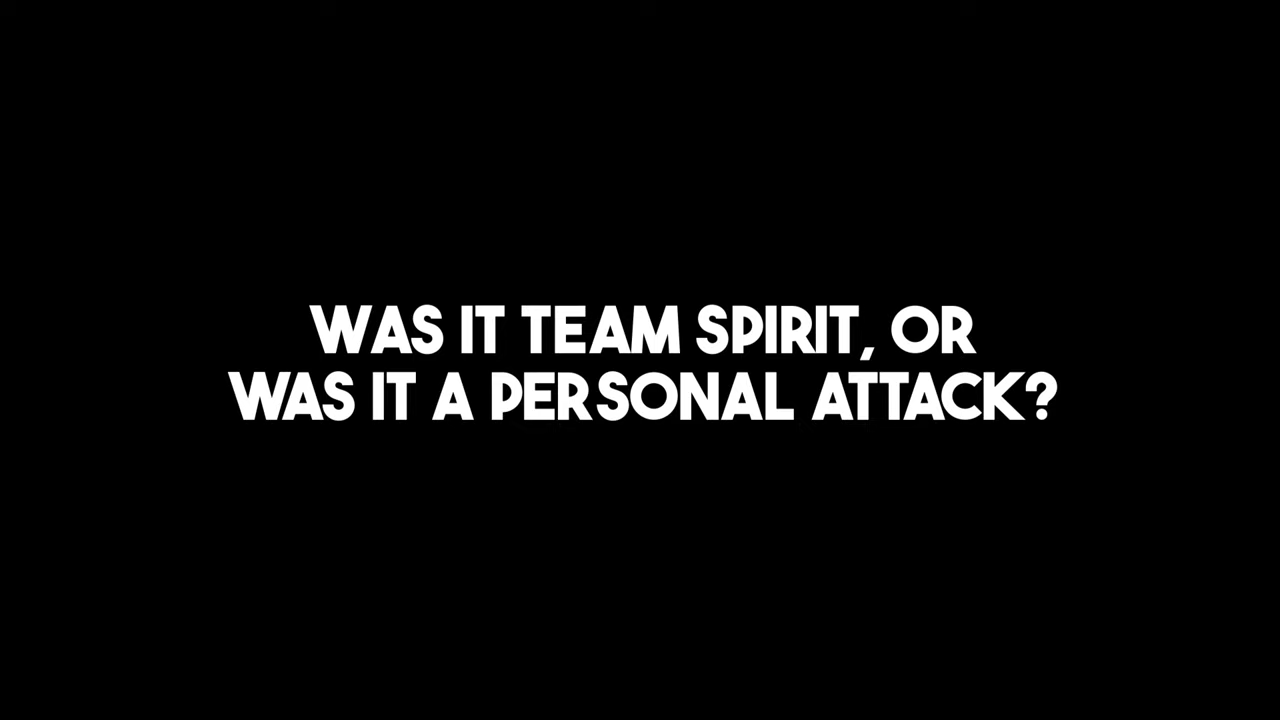 WAS IT TEAM SPIRIT, OR
WAS IT A PERSONAL ATTACK?